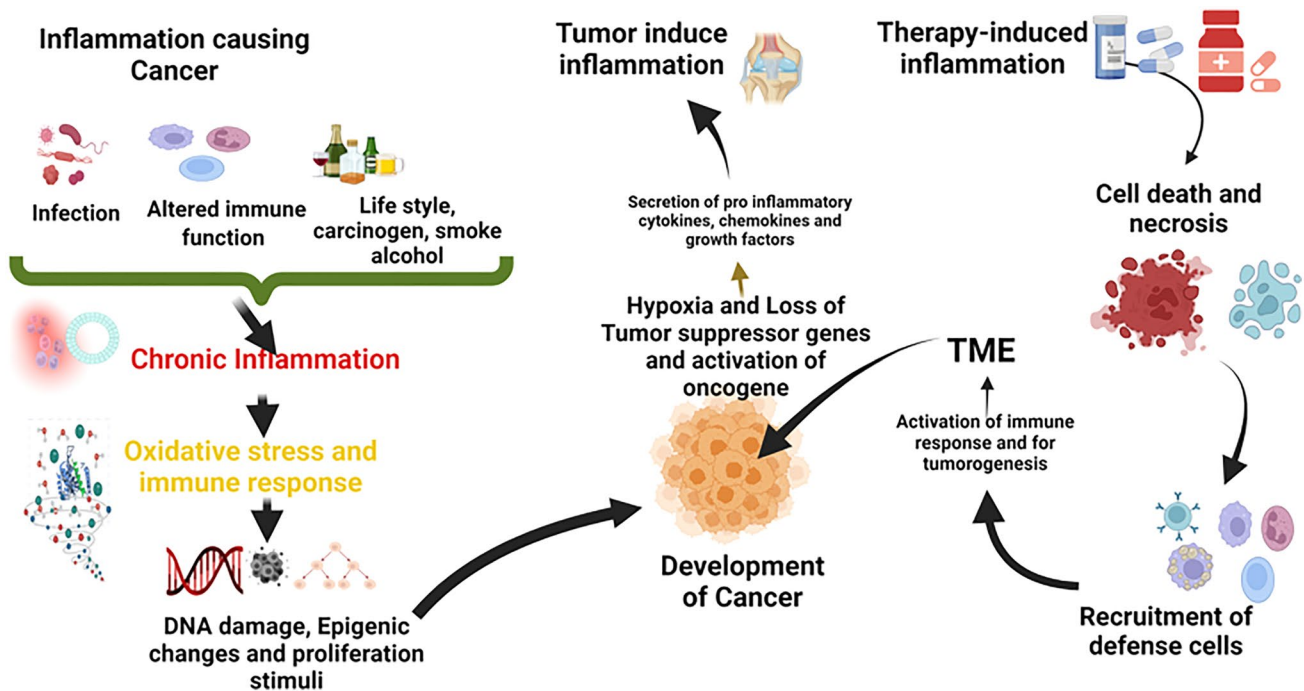 Inflammation causing
Cancer
Infection
Altered immune
function
Life style,
carcinogen, smoke
alcohol
Chronic Inflammation
Oxidative stress and
immune response
DNA damage, Epigenic
changes and proliferation
stimuli
Tumor induce
inflammation
Secretion of pro inflammatory
cytokines, chemokines and
growth factors
Hypoxia and Loss of
Tumor suppressor genes
and activation of
oncogene
Development
of Cancer
Therapy-induced
inflammation
Cell death and
necrosis
Recruitment of
defense cells
Activation of immune
response and for
tumorogenesis
TME